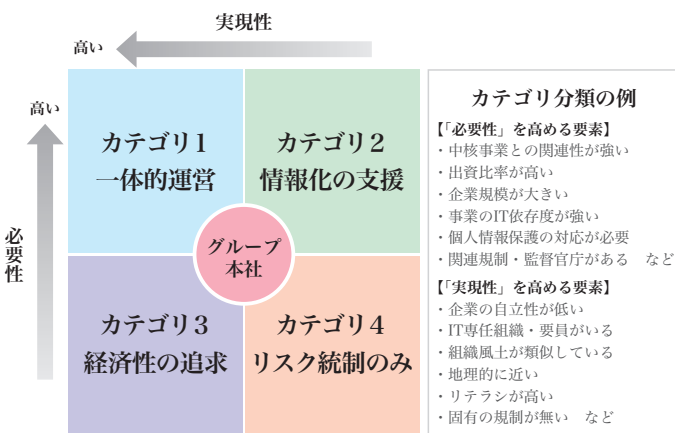 実現性
高い
高い
必要性
カテゴリ1
一体的運営
カテゴリ2
情報化の支援
グループ
本社
カテゴリ3
経済性の追求
カテゴリ4
リスク統制のみ
カテゴリ分類の例
【「必要性」を高める要素】
・中核事業との関連性が強い
・出資比率が高い
・企業規模が大きい
・事業のIT依存度が強い
・個人情報保護の対応が必要
・関連規制・監督官庁がある　など
【「実現性」を高める要素】
・企業の自立性が低い
・IT専任組織・要員がいる
・組織風土が類似している
・地理的に近い
・リテラシが高い
・固有の規制が無い　など